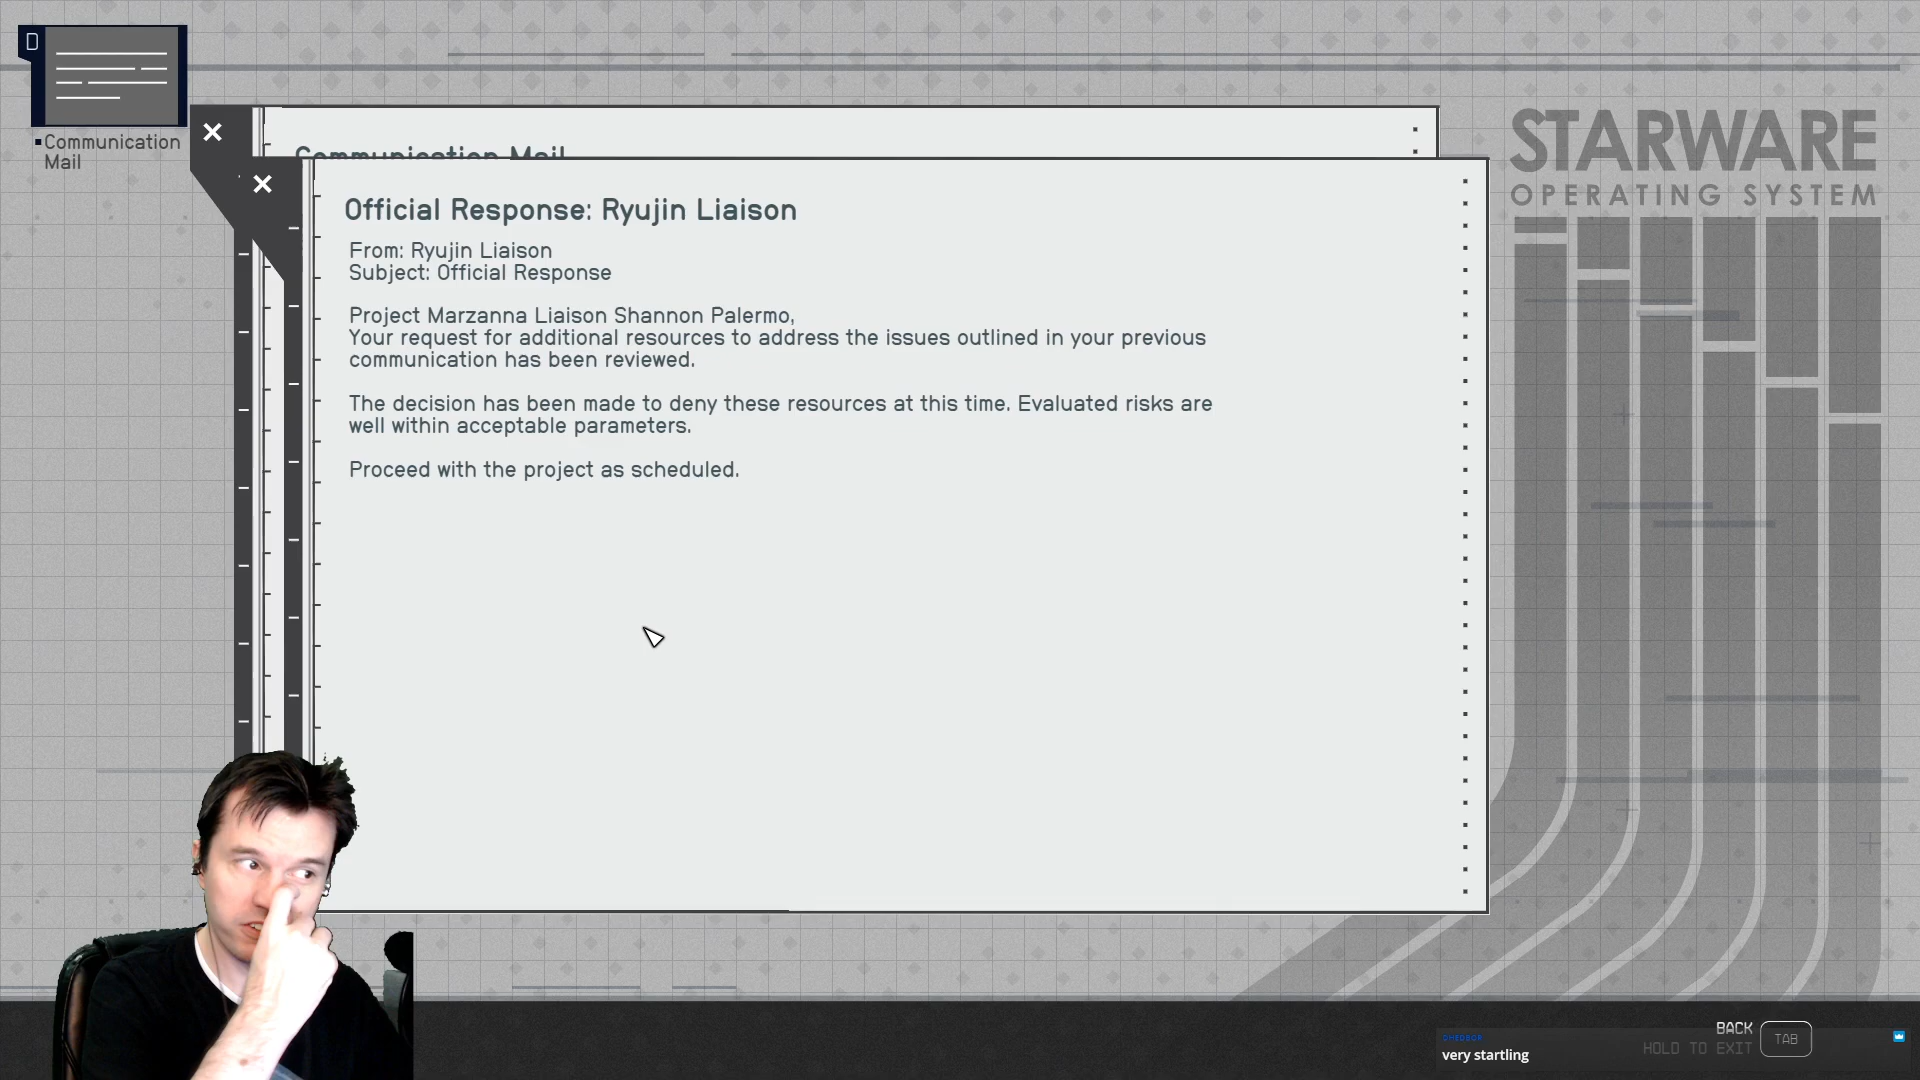 D
Communication
Mail
Communication Mail
Official Response: Ryujin Liaison
From: Ryujin Liaison
Subject: Official Response
Project Marzanna Liaison Shannon Palermo,
Your request for additional resources to address the issues outlined in your previous
communication has been reviewed.
The decision has been made to deny these resources at this time. Evaluated risks are
well within acceptable parameters.
Proceed with the project as scheduled.
STARWARE
OPERATING SYSTEM
BACK
HOLD TO EXIT
TAB
very startling